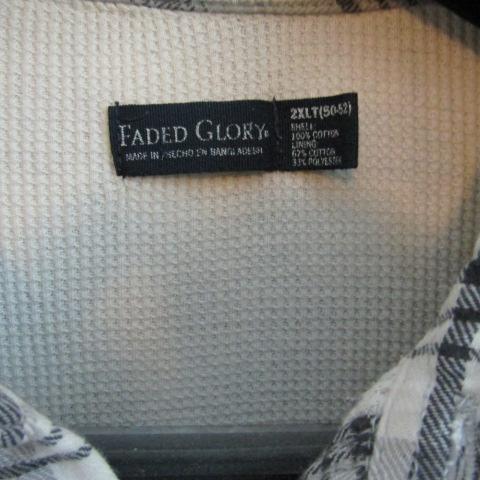 FADED GLORY®
MADE IN / HECHO EN BANGLADESH
2XLT(50-52)
SHELL:
100% COTTON
LINING:
67% COTTON
33% POLYESTER